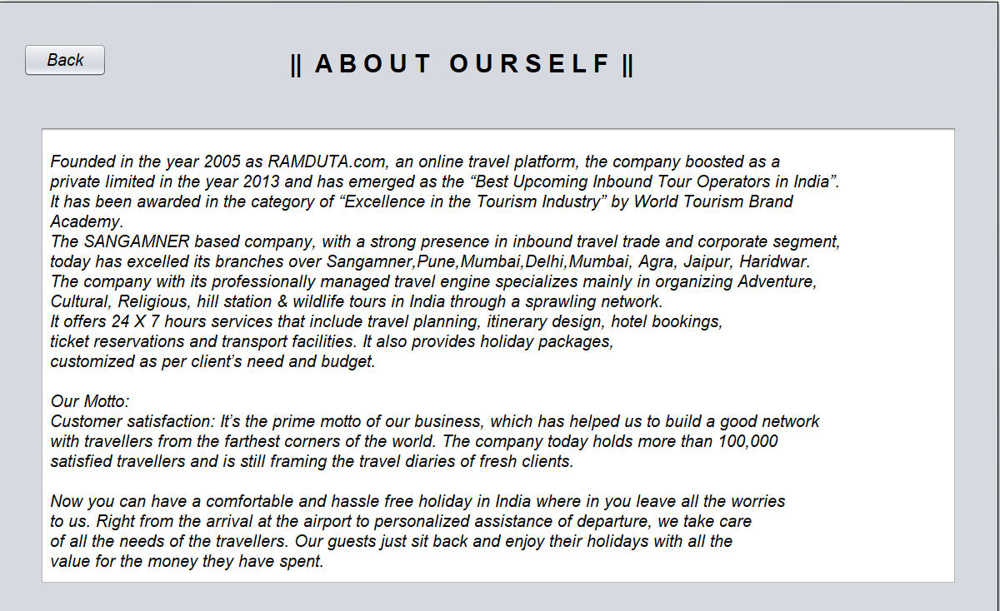 Back
|| ABOUT OURSELF ||
Founded in the year 2005 as RAMDUTA.com, an online travel platform, the company boosted as a
private limited in the year 2013 and has emerged as the “Best Upcoming Inbound Tour Operators in India”.
It has been awarded in the category of “Excellence in the Tourism Industry” by World Tourism Brand
Academy.
The SANGAMNER based company, with a strong presence in inbound travel trade and corporate segment,
today has excelled its branches over Sangamner,Pune,Mumbai,Delhi,Mumbai, Agra, Jaipur, Haridwar.
The company with its professionally managed travel engine specializes mainly in organizing Adventure,
Cultural, Religious, hill station & wildlife tours in India through a sprawling network.
It offers 24 X 7 hours services that include travel planning, itinerary design, hotel bookings,
ticket reservations and transport facilities. It also provides holiday packages,
customized as per client’s need and budget.
Our Motto:
Customer satisfaction: It’s the prime motto of our business, which has helped us to build a good network
with travellers from the farthest corners of the world. The company today holds more than 100,000
satisfied travellers and is still framing the travel diaries of fresh clients.
Now you can have a comfortable and hassle free holiday in India where in you leave all the worries
to us. Right from the arrival at the airport to personalized assistance of departure, we take care
of all the needs of the travellers. Our guests just sit back and enjoy their holidays with all the
value for the money they have spent.